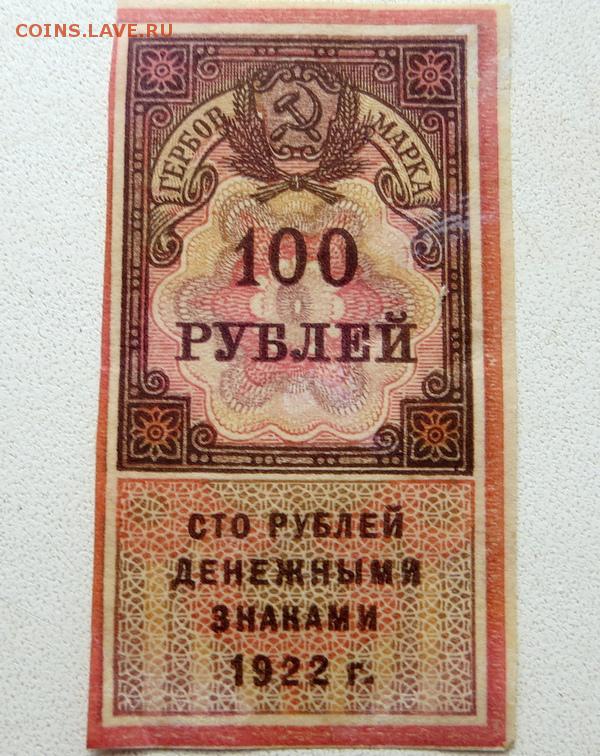 COINS.LAVE.RU
ГЕРБОВ МАРКА
100
РУБЛЕЙ
СТО РУБЛЕЙ
ДЕНЕЖНЫМИ
ЗНАКАМИ
1922 г.